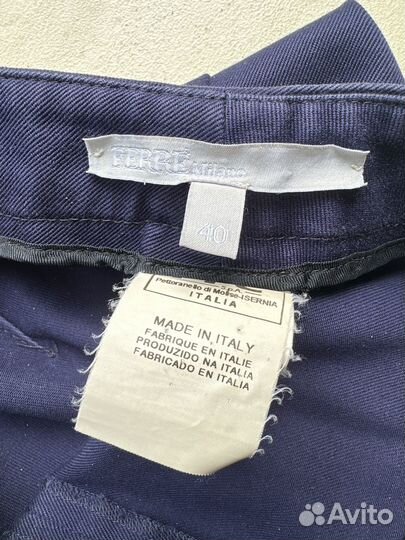 FERRE Milano
40
S.P.A.
Pettoranello di Molise-ISERNIA
ITALIA
MADE IN ITALY
FABRIQUE EN ITALIE
PRODUZIDO NA ITALIA
FABRICADO EN ITALIA
Avito